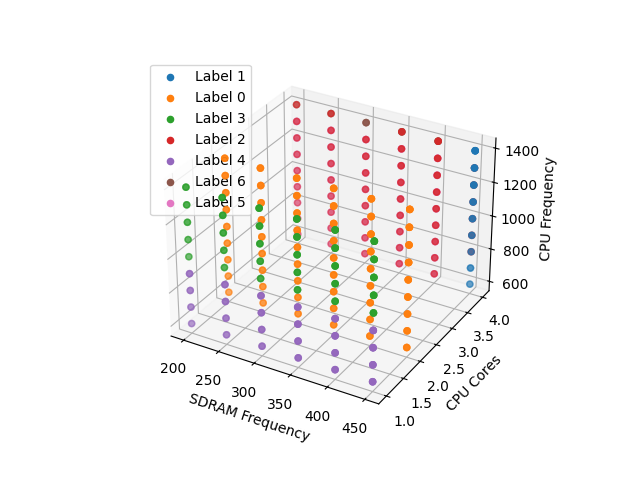 Label 1
Label 0
Label 3
Label 2
Label 4
Label 6
Label 5
1400
1200
1000
800
600
CPU Frequency
4.0
3.5
3.0
2.5
2.0
1.5
1.0
CPU Cores
200
250
300
350
400
450
SDRAM Frequency